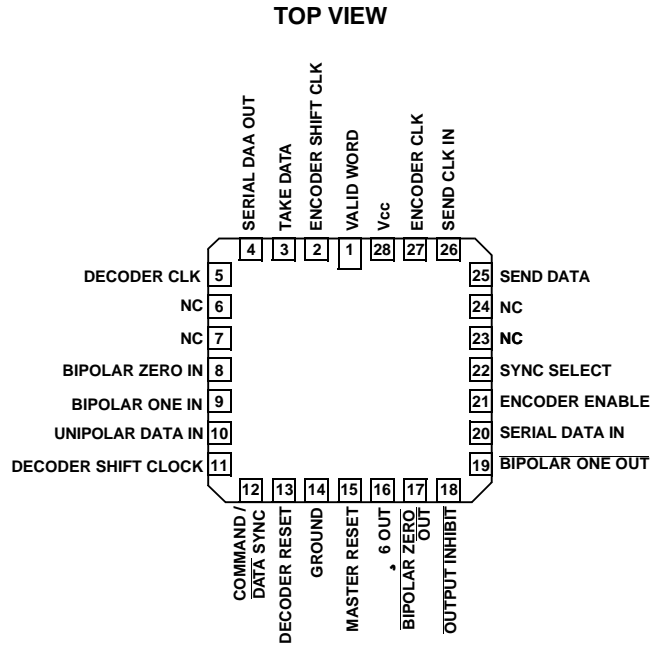 TOP VIEW
SERIAL DAA OUT
TAKE DATA
ENCODER SHIFT CLK
VALID WORD
Vcc
ENCODER CLK
SEND CLK IN
4 3 2 1 28 27 26
DECODER CLK 5
NC 6
NC 7
BIPOLAR ZERO IN 8
BIPOLAR ONE IN 9
UNIPOLAR DATA IN 10
DECODER SHIFT CLOCK 11
25 SEND DATA
24 NC
23 NC
22 SYNC SELECT
21 ENCODER ENABLE
20 SERIAL DATA IN
19 BIPOLAR ONE OUT
12 13 14 15 16 17 18
COMMAND /
DATA SYNC
DECODER RESET
GROUND
MASTER RESET
6 OUT
BIPOLAR ZERO
OUT
OUTPUT INHIBIT